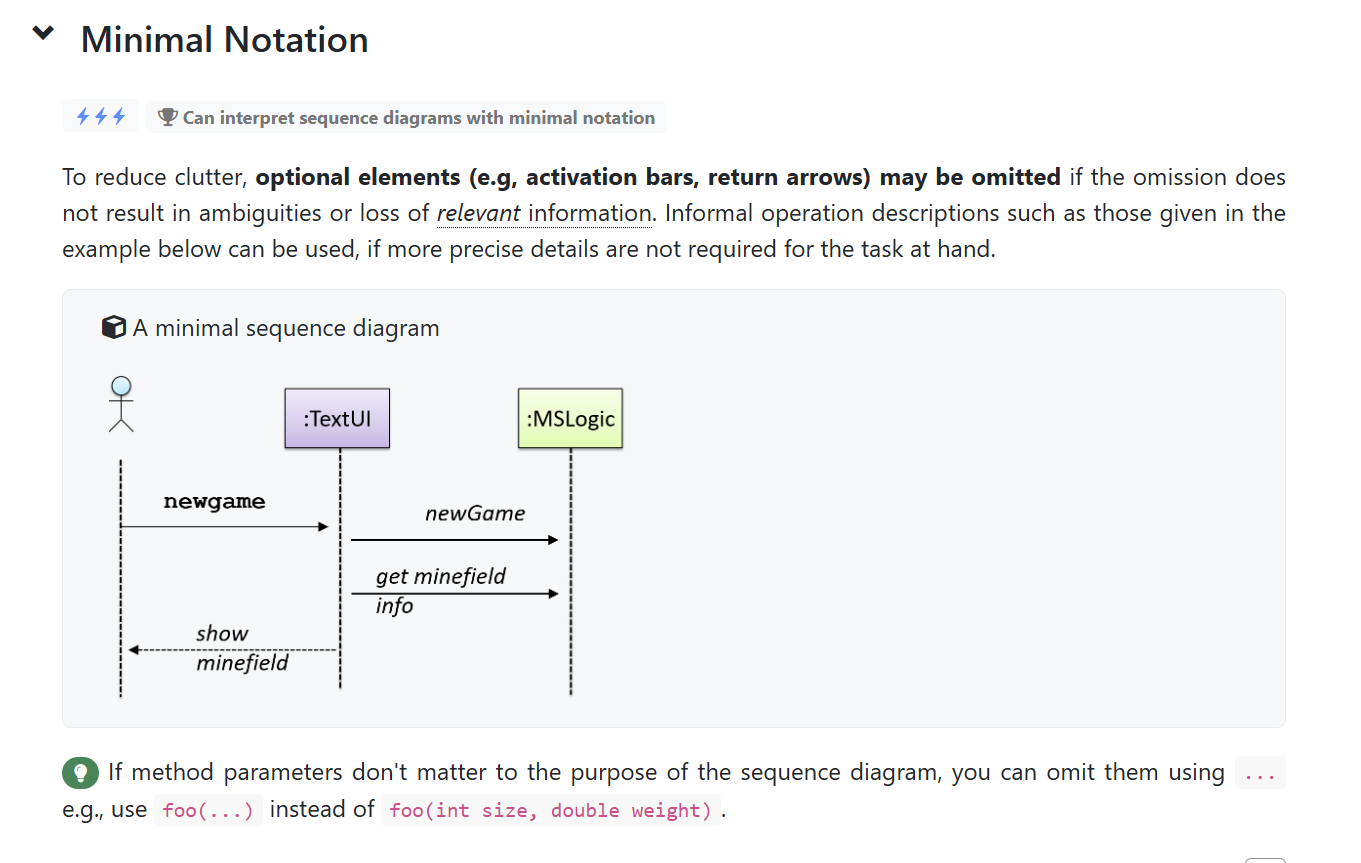 Minimal Notation
Can interpret sequence diagrams with minimal notation
To reduce clutter, optional elements (e.g, activation bars, return arrows) may be omitted if the omission does
not result in ambiguities or loss of relevant information. Informal operation descriptions such as those given in the
example below can be used, if more precise details are not required for the task at hand.
A minimal sequence diagram
:TextUI
:MSLogic
newgame
newGame
get minefield
info
show
minefield
If method parameters don't matter to the purpose of the sequence diagram, you can omit them using ...
e.g., use foo(...) instead of foo(int size, double weight) .